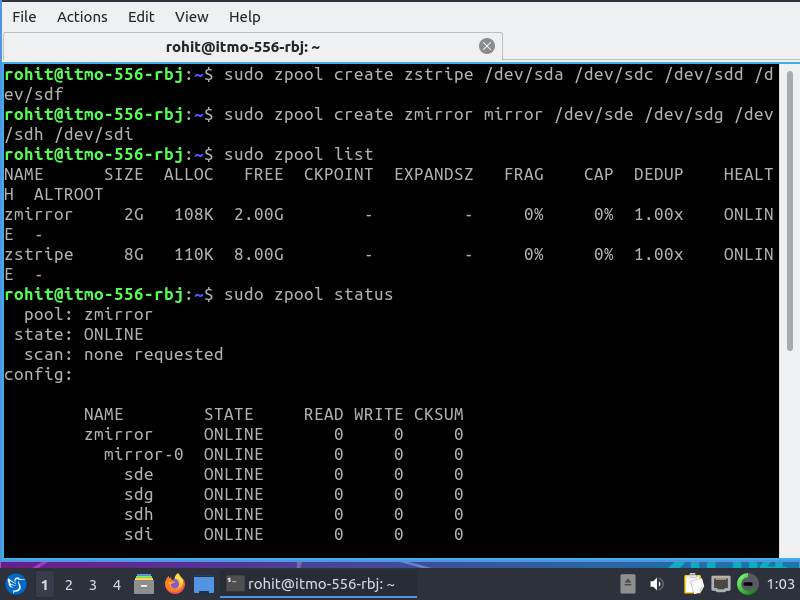 File Actions Edit View Help
rohit@itmo-556-rbj: ~
rohit@itmo-556-rbj:~$ sudo zpool create zstripe /dev/sda /dev/sdc /dev/sdd /d
ev/sdf
rohit@itmo-556-rbj:~$ sudo zpool create zmirror mirror /dev/sde /dev/sdg /dev
/sdh /dev/sdi
rohit@itmo-556-rbj:~$ sudo zpool list
NAME      SIZE  ALLOC   FREE  CKPOINT  EXPANDSZ   FRAG    CAP  DEDUP    HEALT
H  ALTROOT
zmirror     2G   108K  2.00G        -         -     0%     0%  1.00x    ONLIN
E  -
zstripe     8G   110K  8.00G        -         -     0%     0%  1.00x    ONLIN
E  -
rohit@itmo-556-rbj:~$ sudo zpool status
  pool: zmirror
 state: ONLINE
  scan: none requested
config:
        NAME        STATE     READ WRITE CKSUM
        zmirror     ONLINE       0     0     0
          mirror-0  ONLINE       0     0     0
            sde     ONLINE       0     0     0
            sdg     ONLINE       0     0     0
            sdh     ONLINE       0     0     0
            sdi     ONLINE       0     0     0
1 2 3 4 rohit@itmo-556-rbj: ~ 1:03